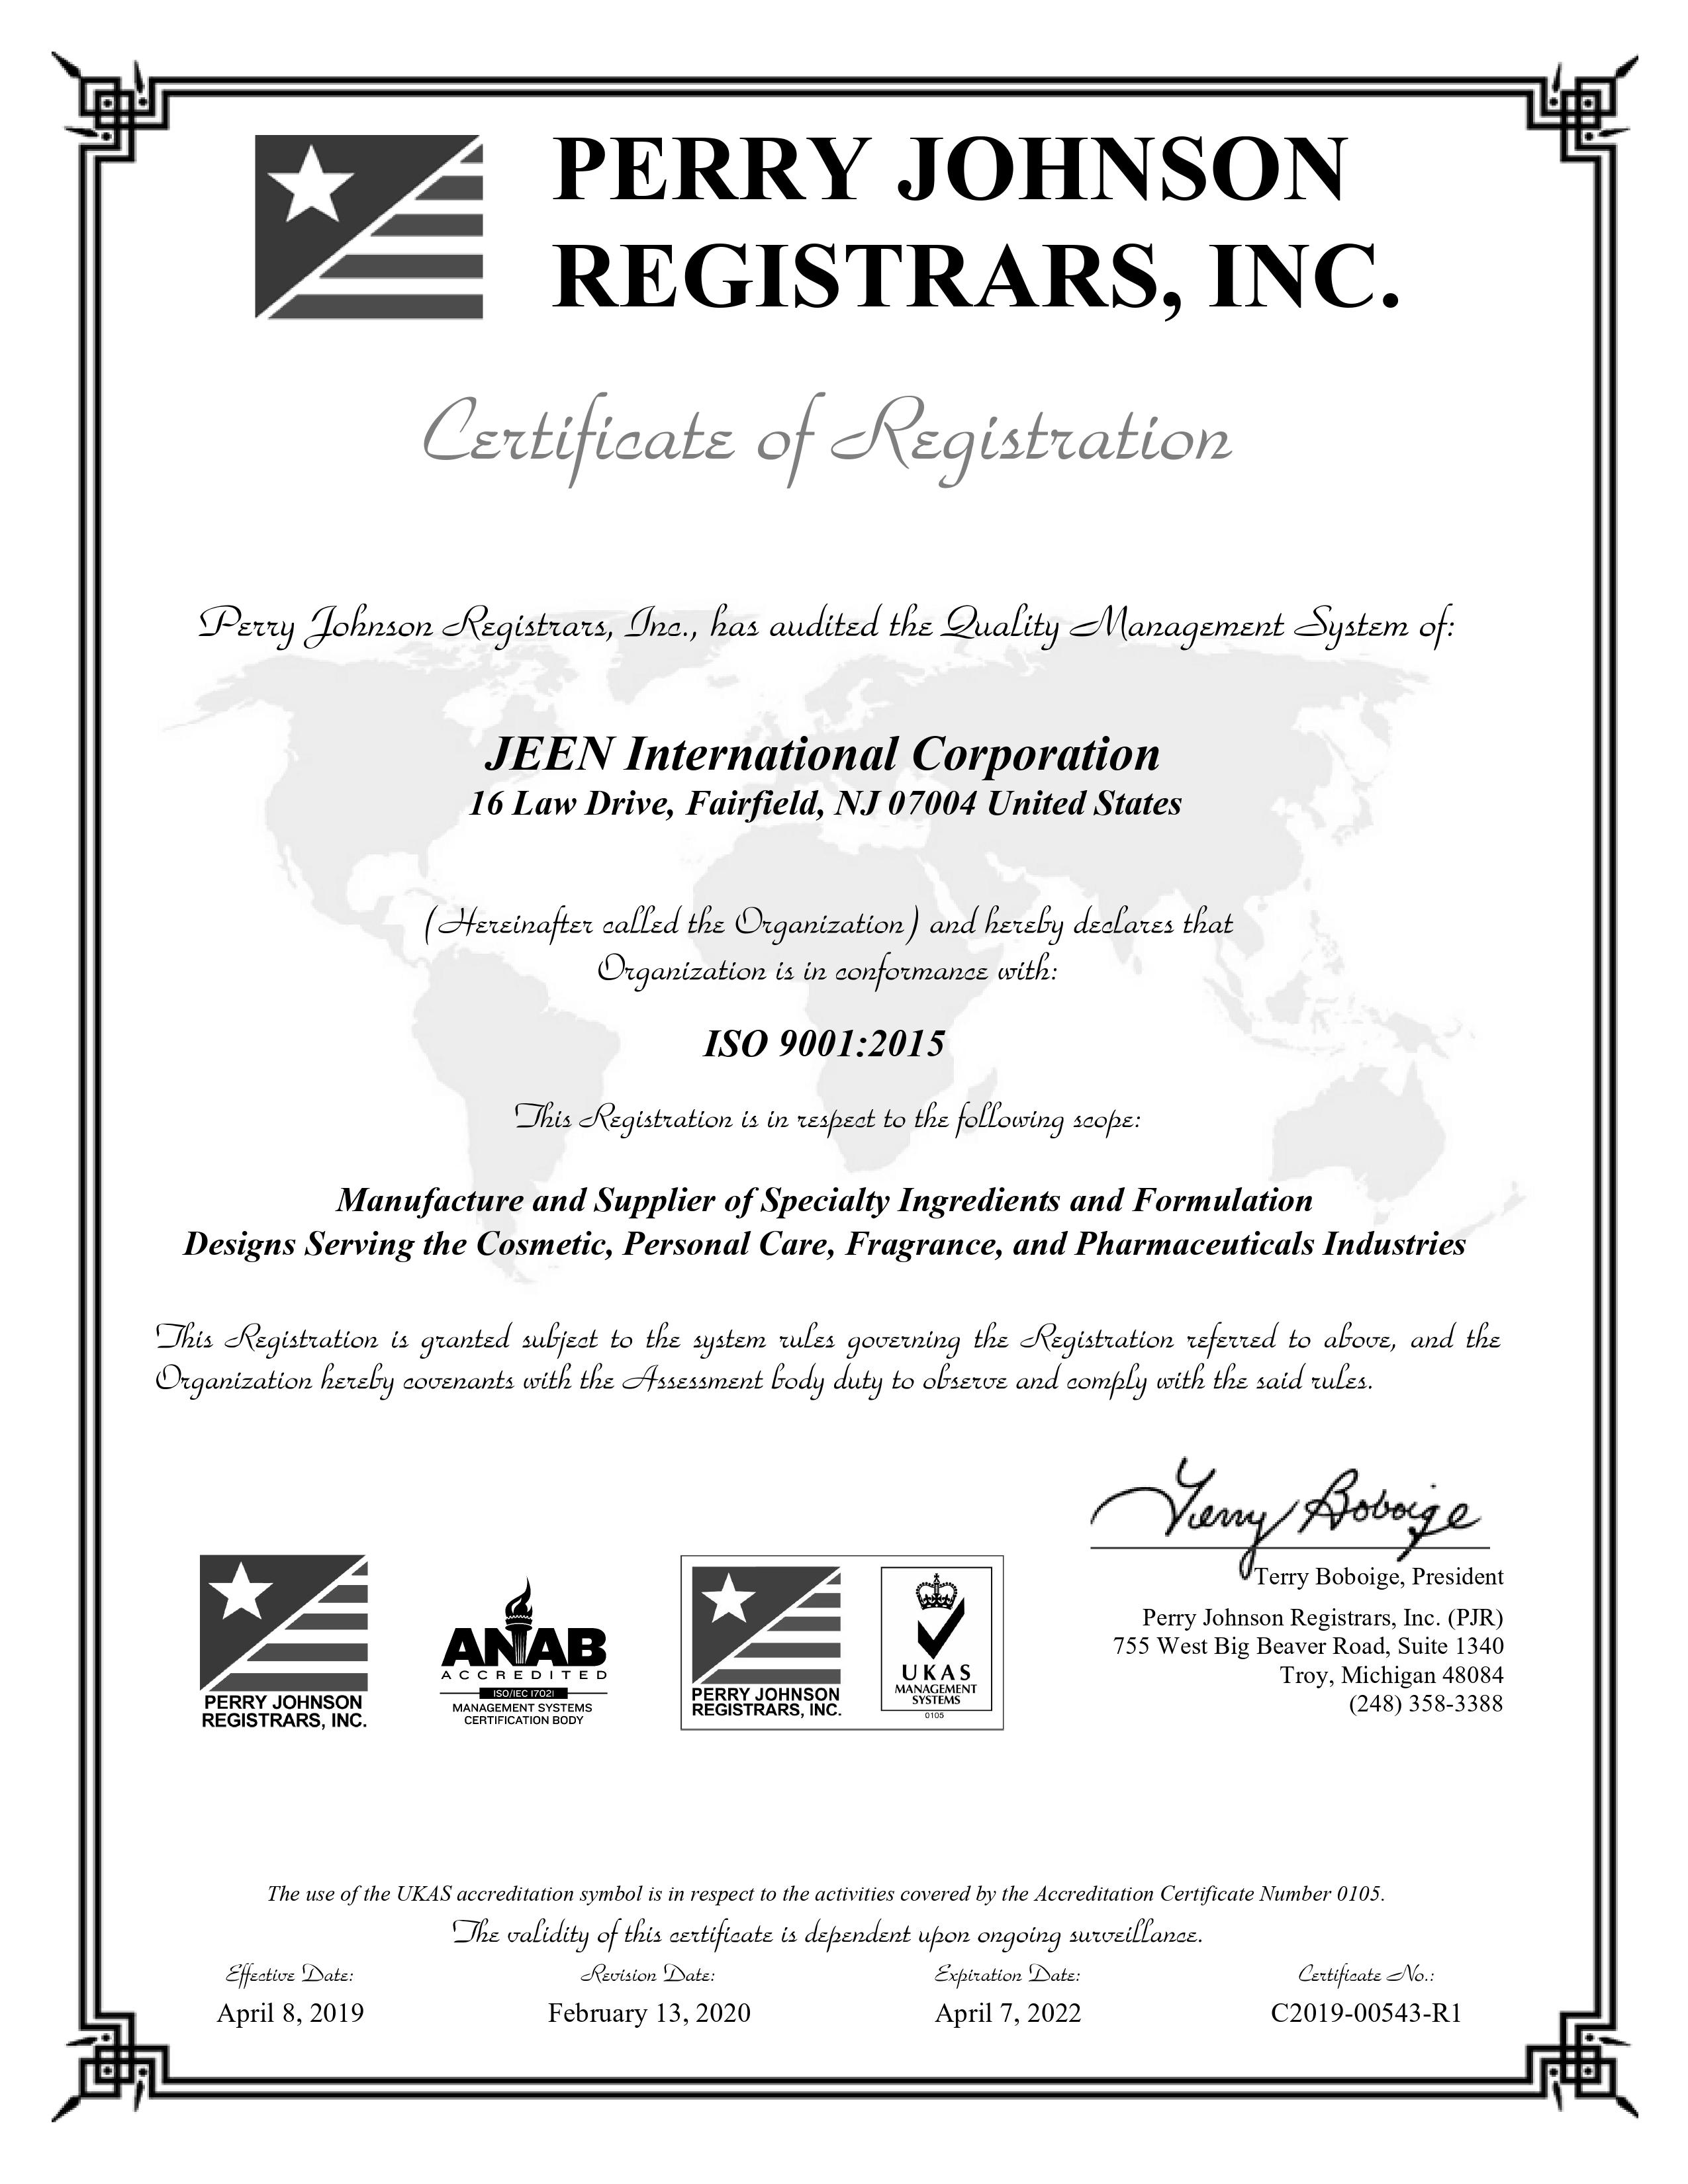 PERRY JOHNSON
REGISTRARS, INC.
Certificate of Registration
Perry Johnson Registrars, Inc., has audited the Quality Management System of:
JEEN International Corporation
16 Law Drive, Fairfield, NJ 07004 United States
(Hereinafter called the Organization) and hereby declares that
Organization is in conformance with:
ISO 9001:2015
This Registration is in respect to the following scope:
Manufacture and Supplier of Specialty Ingredients and Formulation
Designs Serving the Cosmetic, Personal Care, Fragrance, and Pharmaceuticals Industries
This Registration is granted subject to the system rules governing the Registration referred to above, and the
Organization hereby covenants with the Assessment body duty to observe and comply with the said rules.
Terry Boboige
Terry Boboige, President
Perry Johnson Registrars, Inc. (PJR)
755 West Big Beaver Road, Suite 1340
Troy, Michigan 48084
(248) 358-3388
PERRY JOHNSON
REGISTRARS, INC.
ANAB
ACCREDITED
ISO/IEC 17021
MANAGEMENT SYSTEMS
CERTIFICATION BODY
PERRY JOHNSON
REGISTRARS, INC.
UKAS
MANAGEMENT
SYSTEMS
0105
The use of the UKAS accreditation symbol is in respect to the activities covered by the Accreditation Certificate Number 0105.
The validity of this certificate is dependent upon ongoing surveillance.
Effective Date: Revision Date: Expiration Date: Certificate No.:
April 8, 2019 February 13, 2020 April 7, 2022 C2019-00543-R1